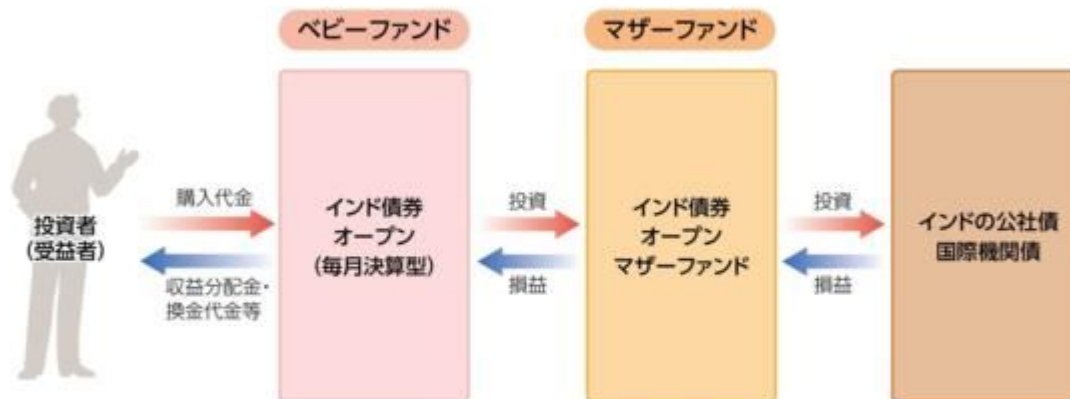 ベビーファンド
マザーファンド
投資者
(受益者)
購入代金
収益分配金・
換金代金等
インド債券
オープン
(毎月決算型)
投資
損益
インド債券
オープン
マザーファンド
投資
損益
インドの公社債
国際機関債